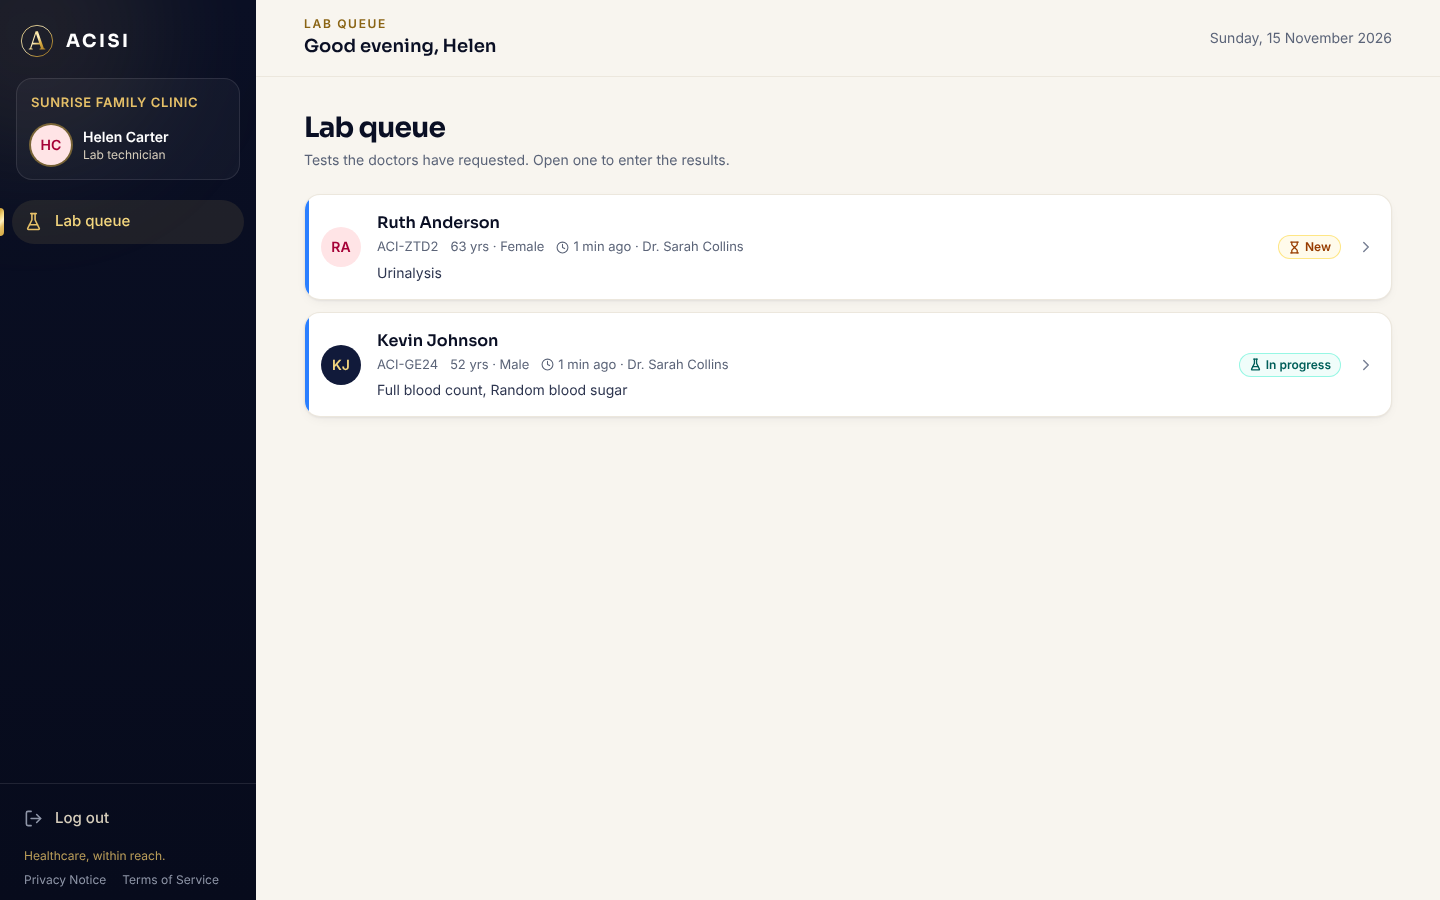 A ACISI
SUNRISE FAMILY CLINIC
HC
Helen Carter
Lab technician
Lab queue
Log out
Healthcare, within reach.
Privacy Notice Terms of Service
LAB QUEUE
Good evening, Helen
Sunday, 15 November 2026
Lab queue
Tests the doctors have requested. Open one to enter the results.
RA
Ruth Anderson
ACI-ZTD2 63 yrs · Female 1 min ago · Dr. Sarah Collins
Urinalysis
New
KJ
Kevin Johnson
ACI-GE24 52 yrs · Male 1 min ago · Dr. Sarah Collins
Full blood count, Random blood sugar
In progress